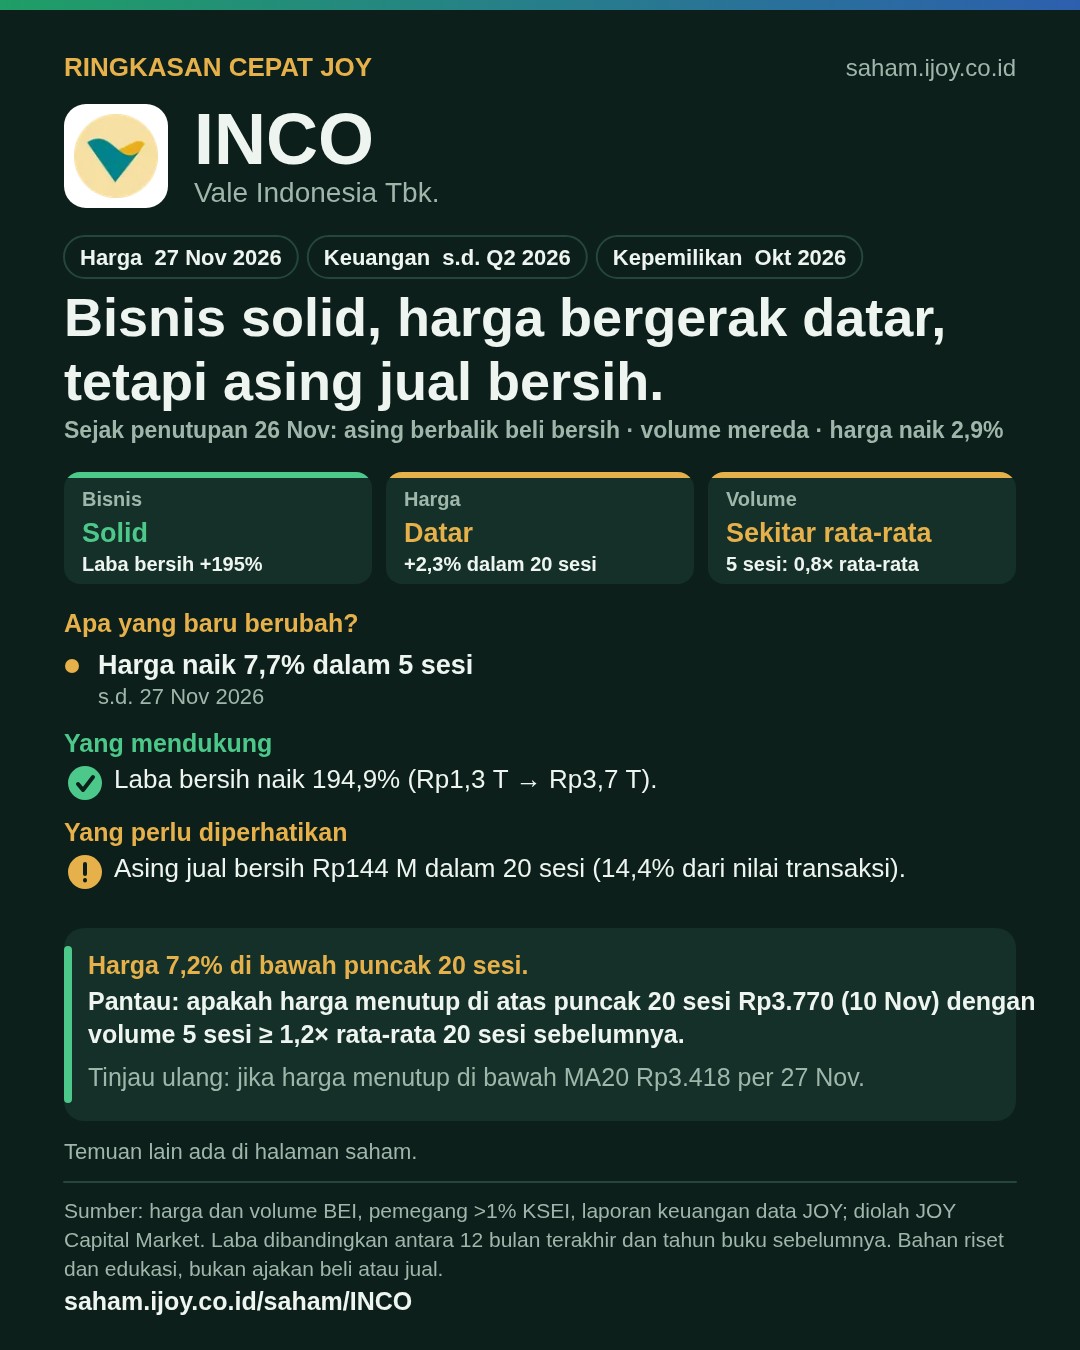 RINGKASAN CEPAT JOY
saham.ijoy.co.id
INCO
Vale Indonesia Tbk.
Harga 27 Nov 2026
Keuangan s.d. Q2 2026
Kepemilikan Okt 2026
Bisnis solid, harga bergerak datar,
tetapi asing jual bersih.
Sejak penutupan 26 Nov: asing berbalik beli bersih · volume mereda · harga naik 2,9%
Bisnis
Solid
Laba bersih +195%
Harga
Datar
+2,3% dalam 20 sesi
Volume
Sekitar rata-rata
5 sesi: 0,8× rata-rata
Apa yang baru berubah?
Harga naik 7,7% dalam 5 sesi
s.d. 27 Nov 2026
Yang mendukung
Laba bersih naik 194,9% (Rp1,3 T → Rp3,7 T).
Yang perlu diperhatikan
Asing jual bersih Rp144 M dalam 20 sesi (14,4% dari nilai transaksi).
Harga 7,2% di bawah puncak 20 sesi.
Pantau: apakah harga menutup di atas puncak 20 sesi Rp3.770 (10 Nov) dengan
volume 5 sesi ≥ 1,2× rata-rata 20 sesi sebelumnya.
Tinjau ulang: jika harga menutup di bawah MA20 Rp3.418 per 27 Nov.
Temuan lain ada di halaman saham.
Sumber: harga dan volume BEI, pemegang >1% KSEI, laporan keuangan data JOY; diolah JOY
Capital Market. Laba dibandingkan antara 12 bulan terakhir dan tahun buku sebelumnya. Bahan riset
dan edukasi, bukan ajakan beli atau jual.
saham.ijoy.co.id/saham/INCO